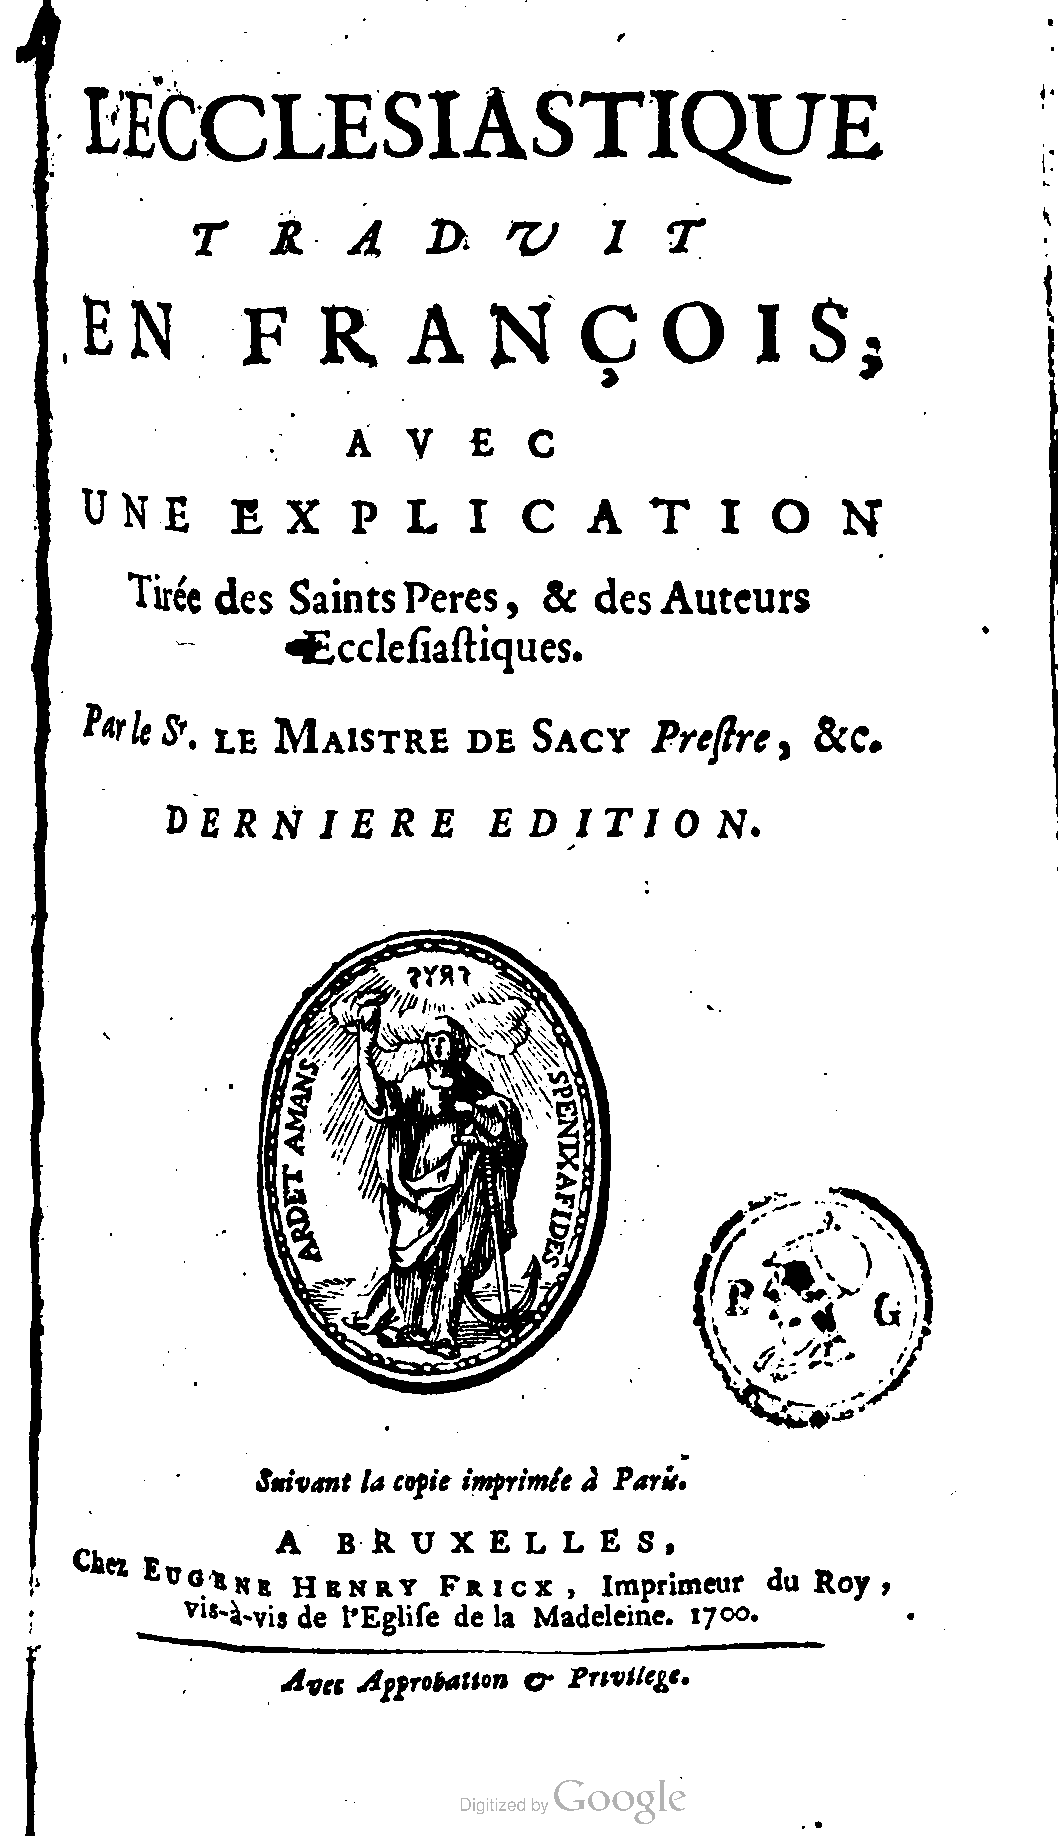 L'ECCLESIASTIQUE
TRADVIT
EN FRANÇOIS;
AVEC
UNE EXPLICATION
Tirée des Saints Peres, & des Auteurs
Eccleſiaſtiques.
Par le Sr. LE MAISTRE DE SACY Preſtre, &c.
DERNIERE EDITION.
ARDET AMANS
SPE NIXA FIDES
B G
Suivant la copie imprimée à Paris.
A BRUXELLES,
Chez EUGENE HENRY FRICX, Imprimeur du Roy,
vis-à-vis de l'Egliſe de la Madeleine. 1700.
Avec Approbation & Privilege.
Digitized by Google